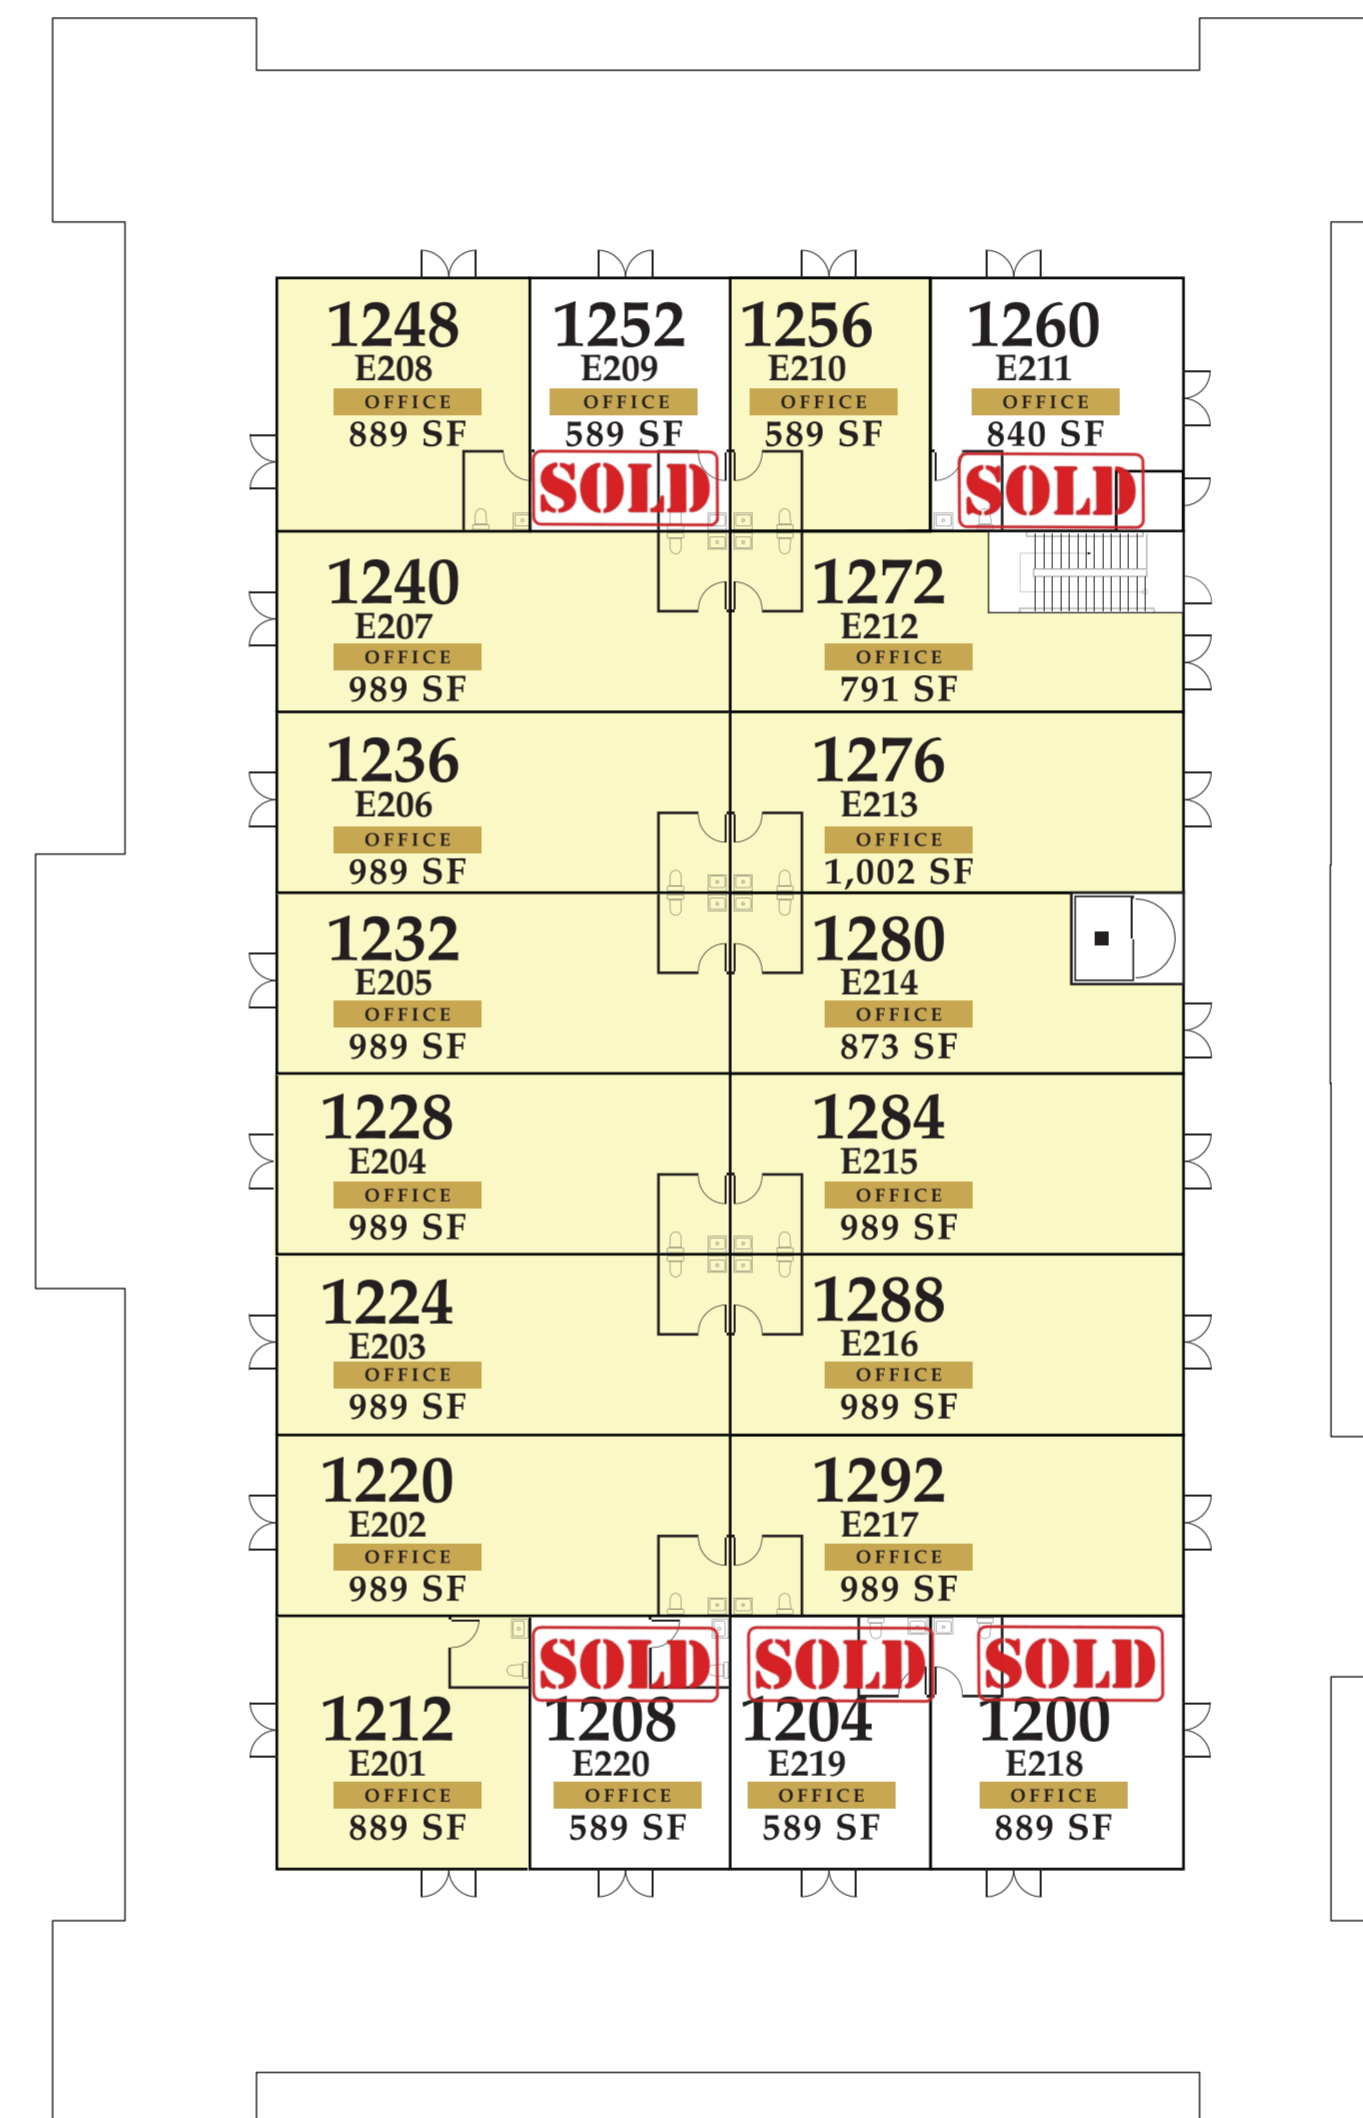 1248
E208
OFFICE
889 SF
1252
E209
OFFICE
589 SF
SOLD
1256
E210
OFFICE
589 SF
1260
E211
OFFICE
840 SF
SOLD
1240
E207
OFFICE
989 SF
1272
E212
OFFICE
791 SF
1236
E206
OFFICE
989 SF
1276
E213
OFFICE
1,002 SF
1232
E205
OFFICE
989 SF
1280
E214
OFFICE
873 SF
1228
E204
OFFICE
989 SF
1284
E215
OFFICE
989 SF
1224
E203
OFFICE
989 SF
1288
E216
OFFICE
989 SF
1220
E202
OFFICE
989 SF
1292
E217
OFFICE
989 SF
1212
E201
OFFICE
889 SF
SOLD
1208
E220
OFFICE
589 SF
SOLD
1204
E219
OFFICE
589 SF
SOLD
1200
E218
OFFICE
889 SF